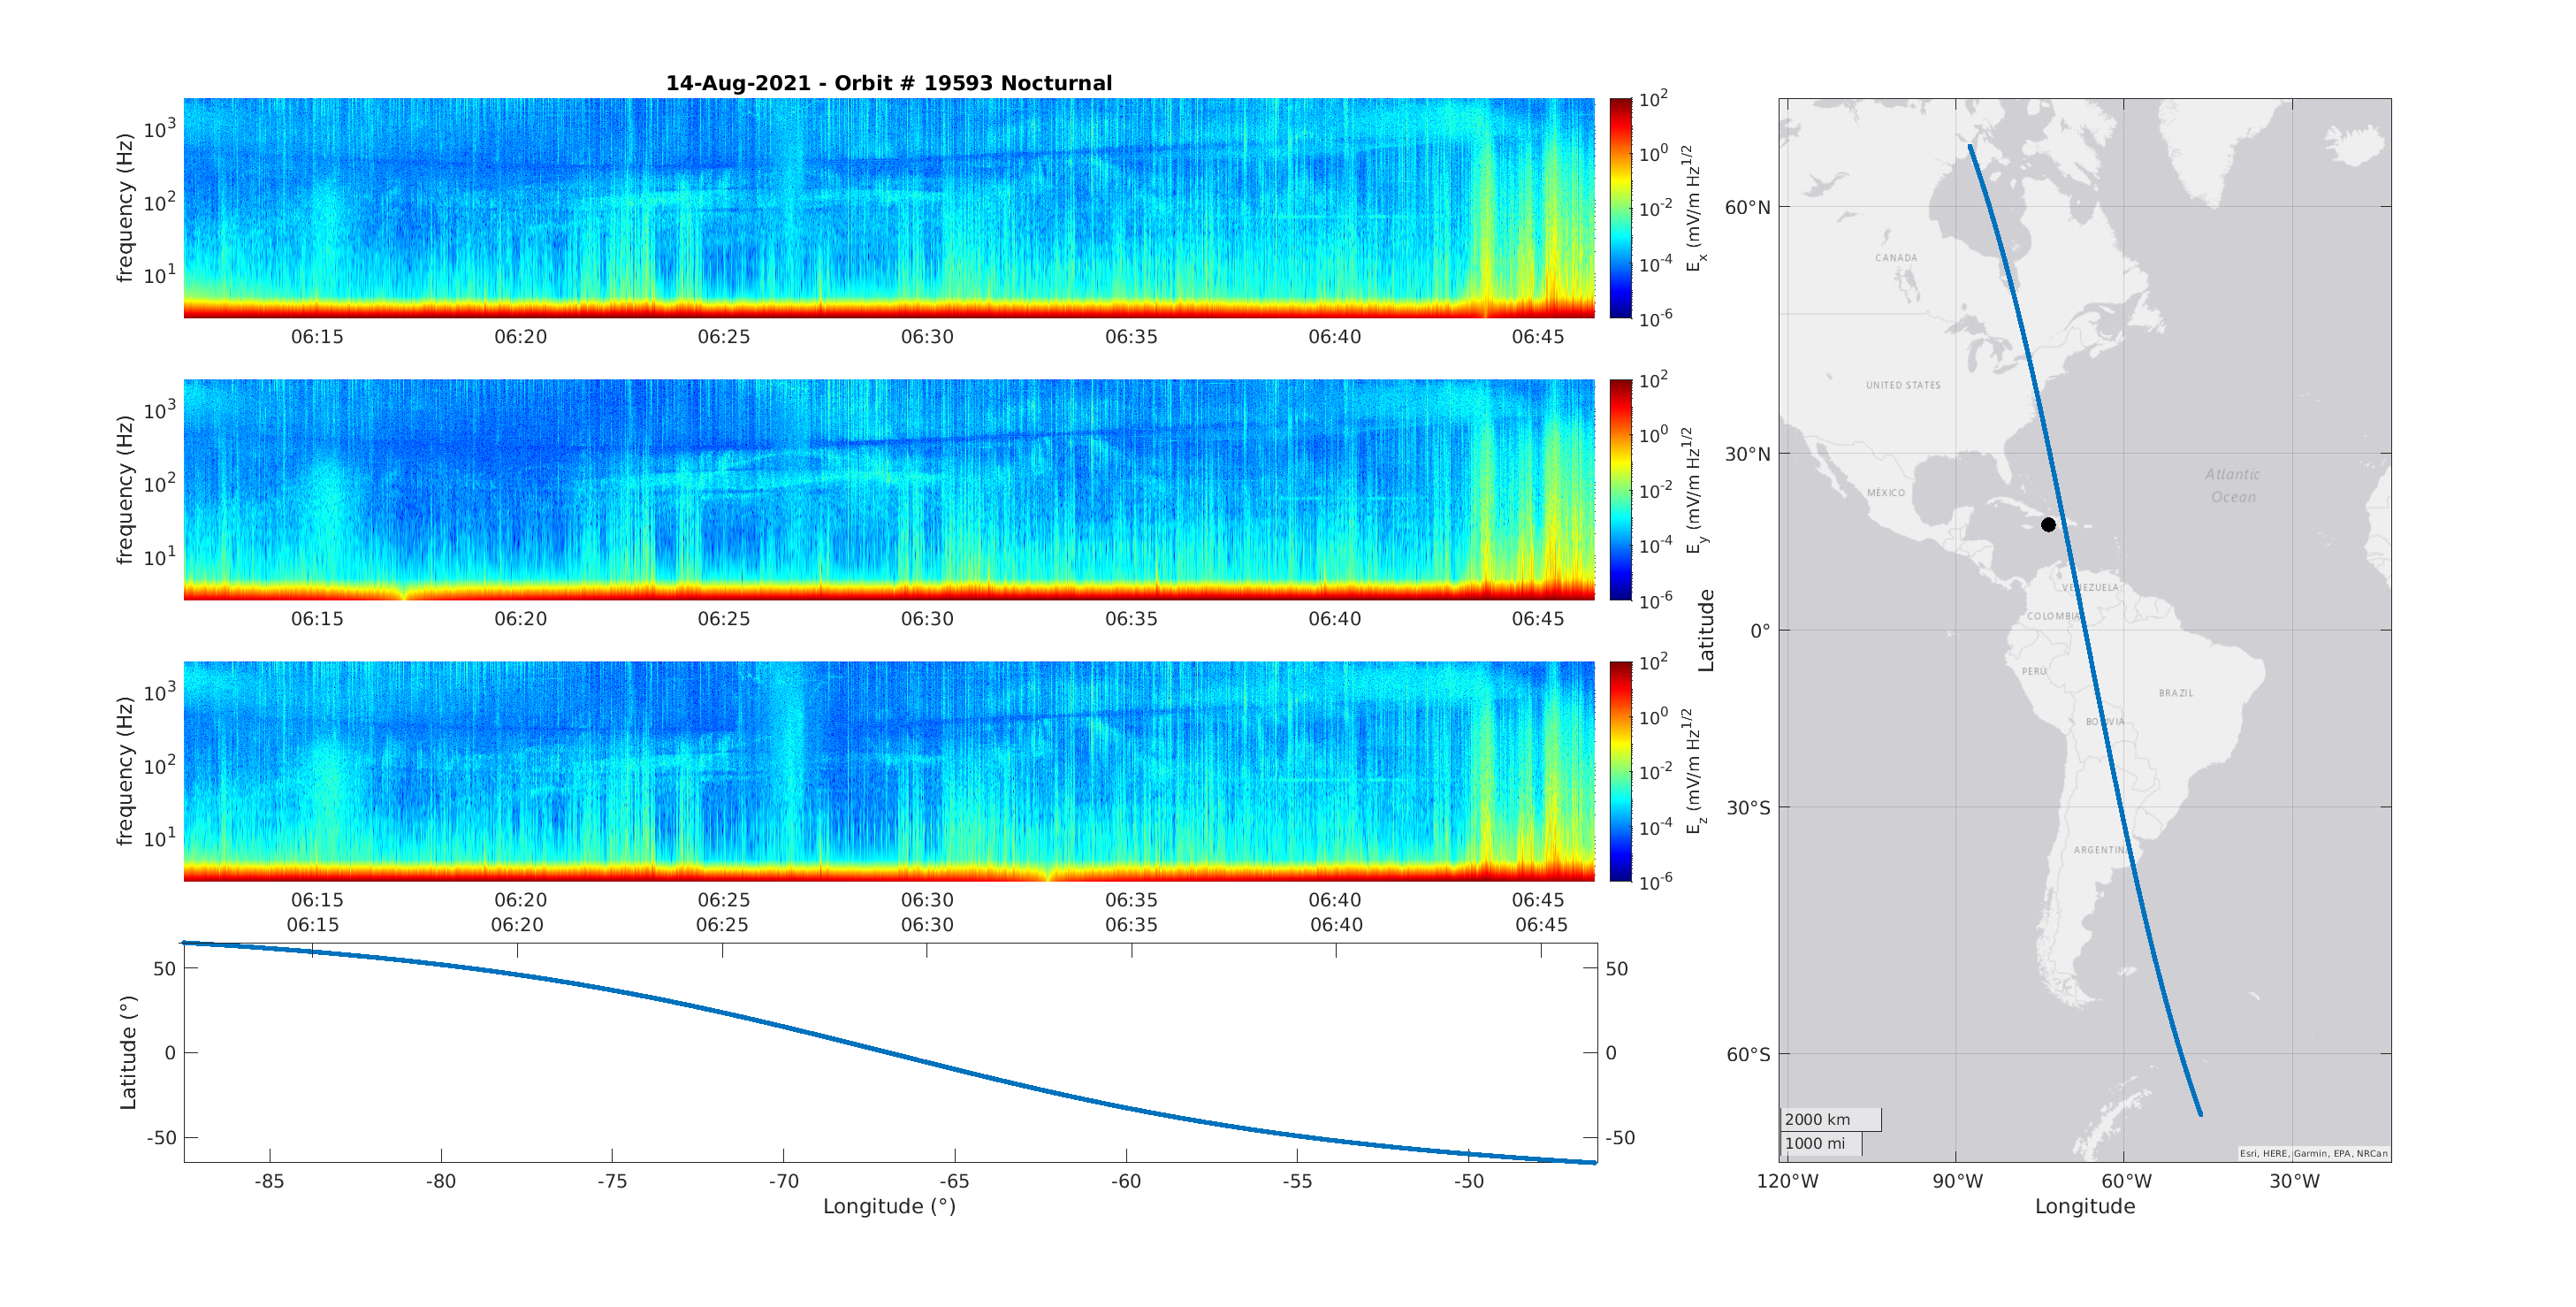 14-Aug-2021 - Orbit # 19593 Nocturnal
frequency (Hz)
10^3
10^2
10^1
06:15 06:20 06:25 06:30 06:35 06:40 06:45
10^2
10^0
10^-2
10^-4
10^-6
E_x (mV/m Hz^1/2
frequency (Hz)
10^3
10^2
10^1
06:15 06:20 06:25 06:30 06:35 06:40 06:45
10^2
10^0
10^-2
10^-4
10^-6
E_y (mV/m Hz^1/2
frequency (Hz)
10^3
10^2
10^1
06:15 06:20 06:25 06:30 06:35 06:40 06:45
10^2
10^0
10^-2
10^-4
10^-6
E_z (mV/m Hz^1/2
06:15 06:20 06:25 06:30 06:35 06:40 06:45
Latitude (°)
50
0
-50
50
0
-50
-85 -80 -75 -70 -65 -60 -55 -50
Longitude (°)
Latitude
60°N
30°N
0°
30°S
60°S
CANADA
UNITED STATES
MÉXICO
Atlantic
Ocean
VENEZUELA
COLOMBIA
PERÚ
BRAZIL
BOLIVIA
ARGENTINA
2000 km
1000 mi
Esri, HERE, Garmin, EPA, NRCan
120°W 90°W 60°W 30°W
Longitude